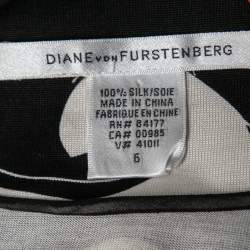 DIANE VON FURSTENBERG
100% SILK/SOIE
MADE IN CHINA
FABRIQUE EN CHINE
RN# 84177
CA# 00985
V# 41011
6